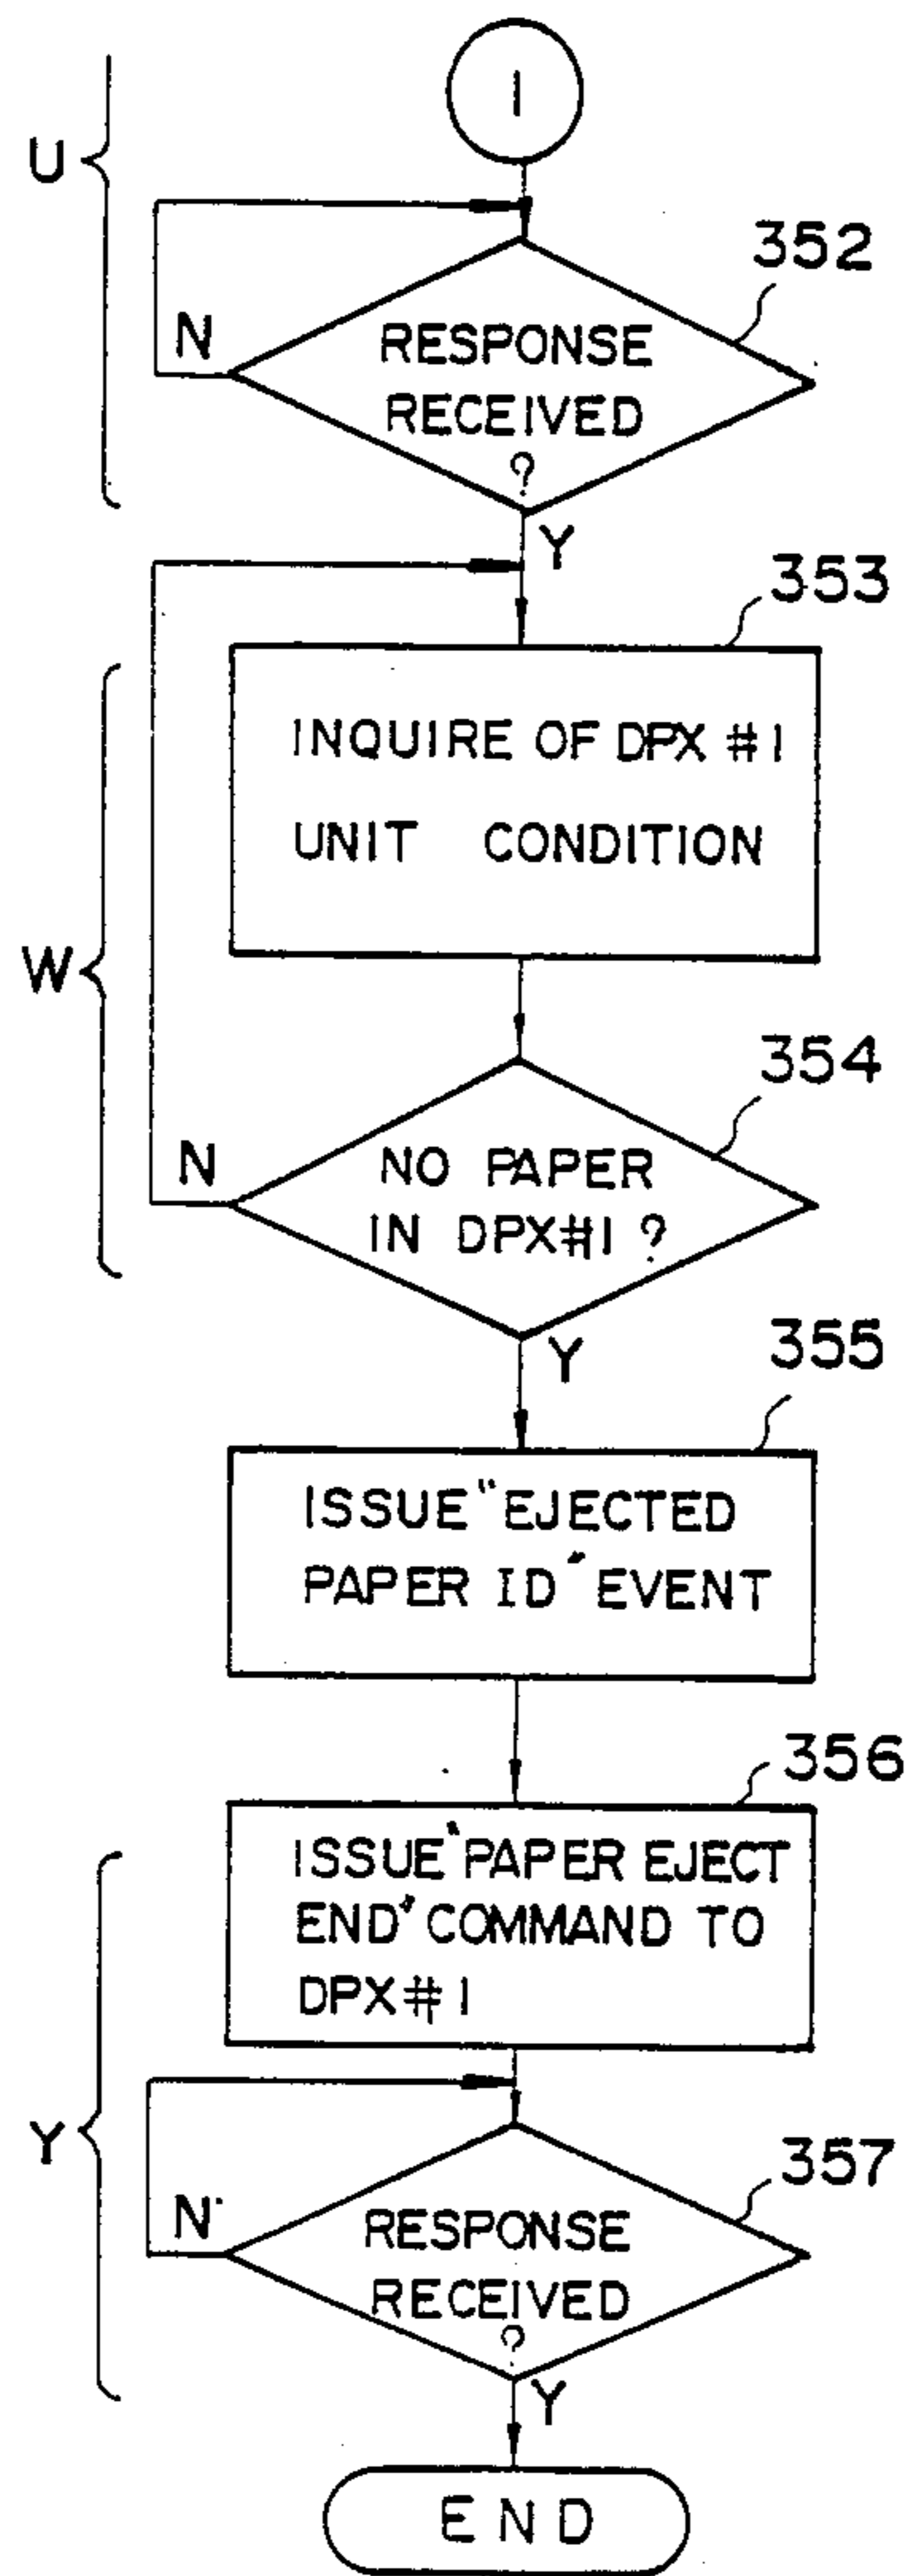 1
U
352
N
RESPONSE
RECEIVED
?
Y
353
INQUIRE OF DPX #1
UNIT CONDITION
W
354
N
NO PAPER
IN DPX#1 ?
Y
355
ISSUE "EJECTED
PAPER ID" EVENT
356
ISSUE "PAPER EJECT
END" COMMAND TO
DPX#1
Y
357
N
RESPONSE
RECEIVED
?
Y
END